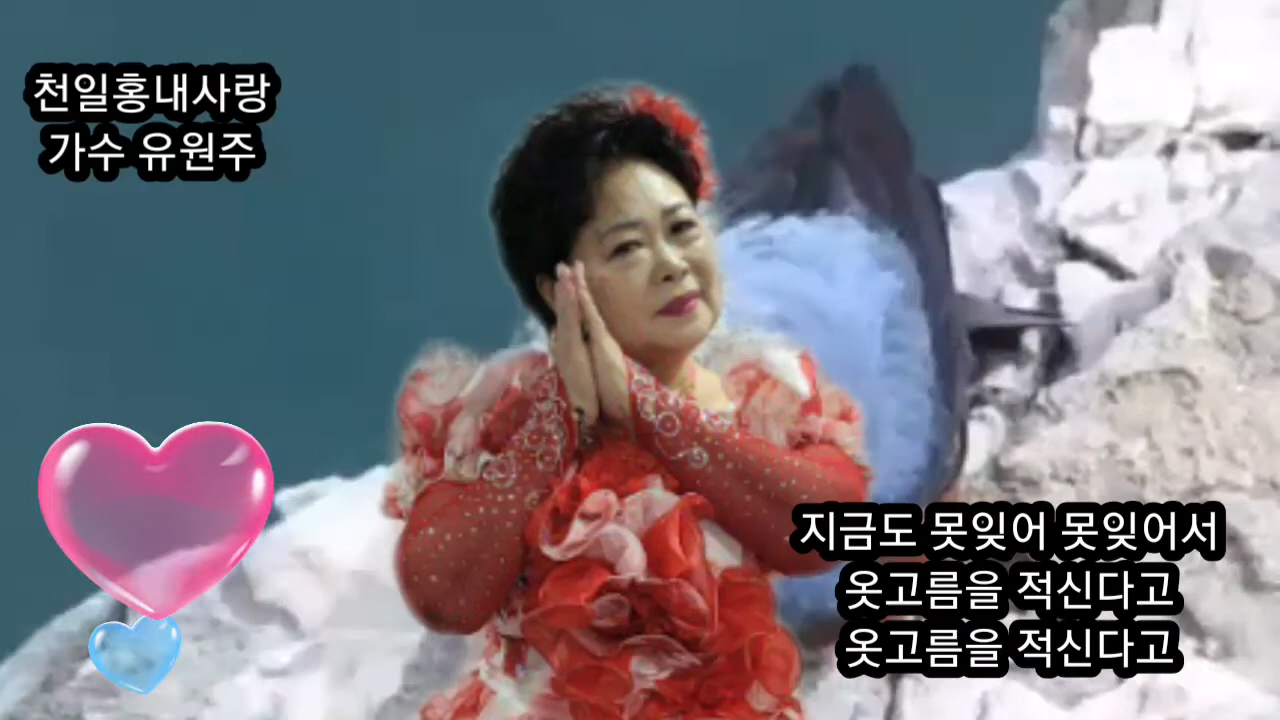 천일홍내사랑
가수 유원주
지금도 못잊어 못잊어서
옷고름을 적신다고
옷고름을 적신다고